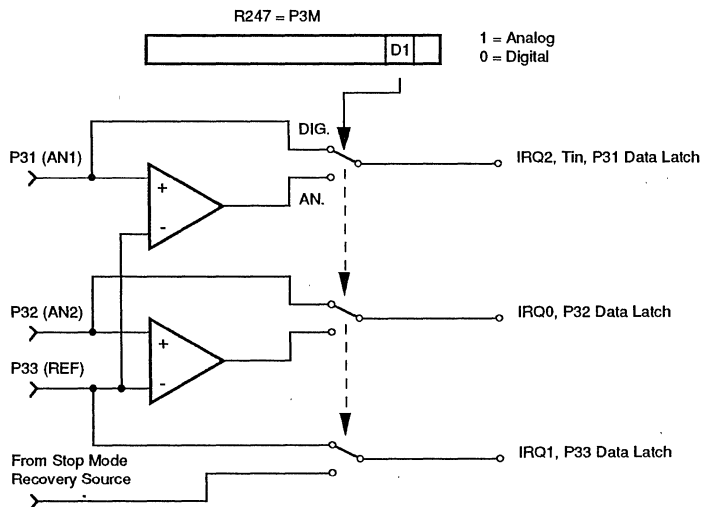 R247 = P3M
D1
1 = Analog
0 = Digital
DIG.
P31 (AN1)
IRQ2, Tin, P31 Data Latch
+
AN.
-
P32 (AN2)
IRQ0, P32 Data Latch
+
P33 (REF)
-
IRQ1, P33 Data Latch
From Stop Mode
Recovery Source